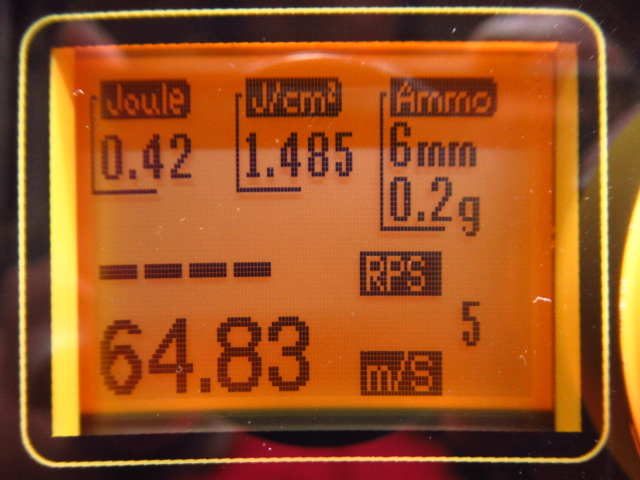 Joule J/cm² Ammo
0.42 1.485 6mm
0.2g
---- RPS
5
64.83 m/s